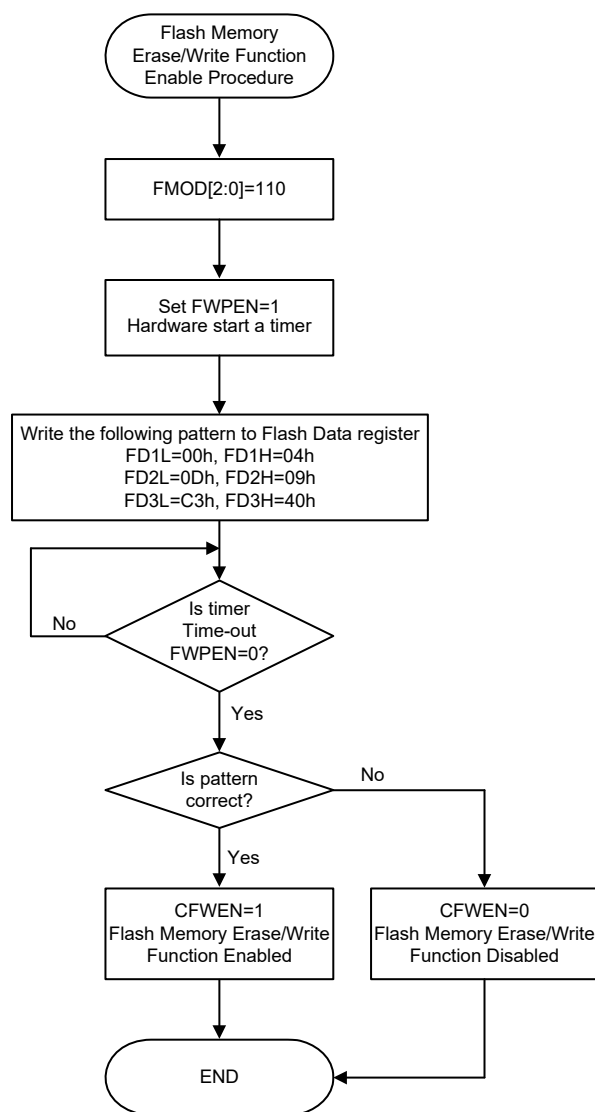 Flash Memory
Erase/Write Function
Enable Procedure
FMOD[2:0]=110
Set FWPEN=1
Hardware start a timer
Write the following pattern to Flash Data register
FD1L=00h, FD1H=04h
FD2L=0Dh, FD2H=09h
FD3L=C3h, FD3H=40h
Is timer
Time-out
FWPEN=0?
No
Yes
Is pattern
correct?
No
Yes
CFWEN=1
Flash Memory Erase/Write
Function Enabled
CFWEN=0
Flash Memory Erase/Write
Function Disabled
END